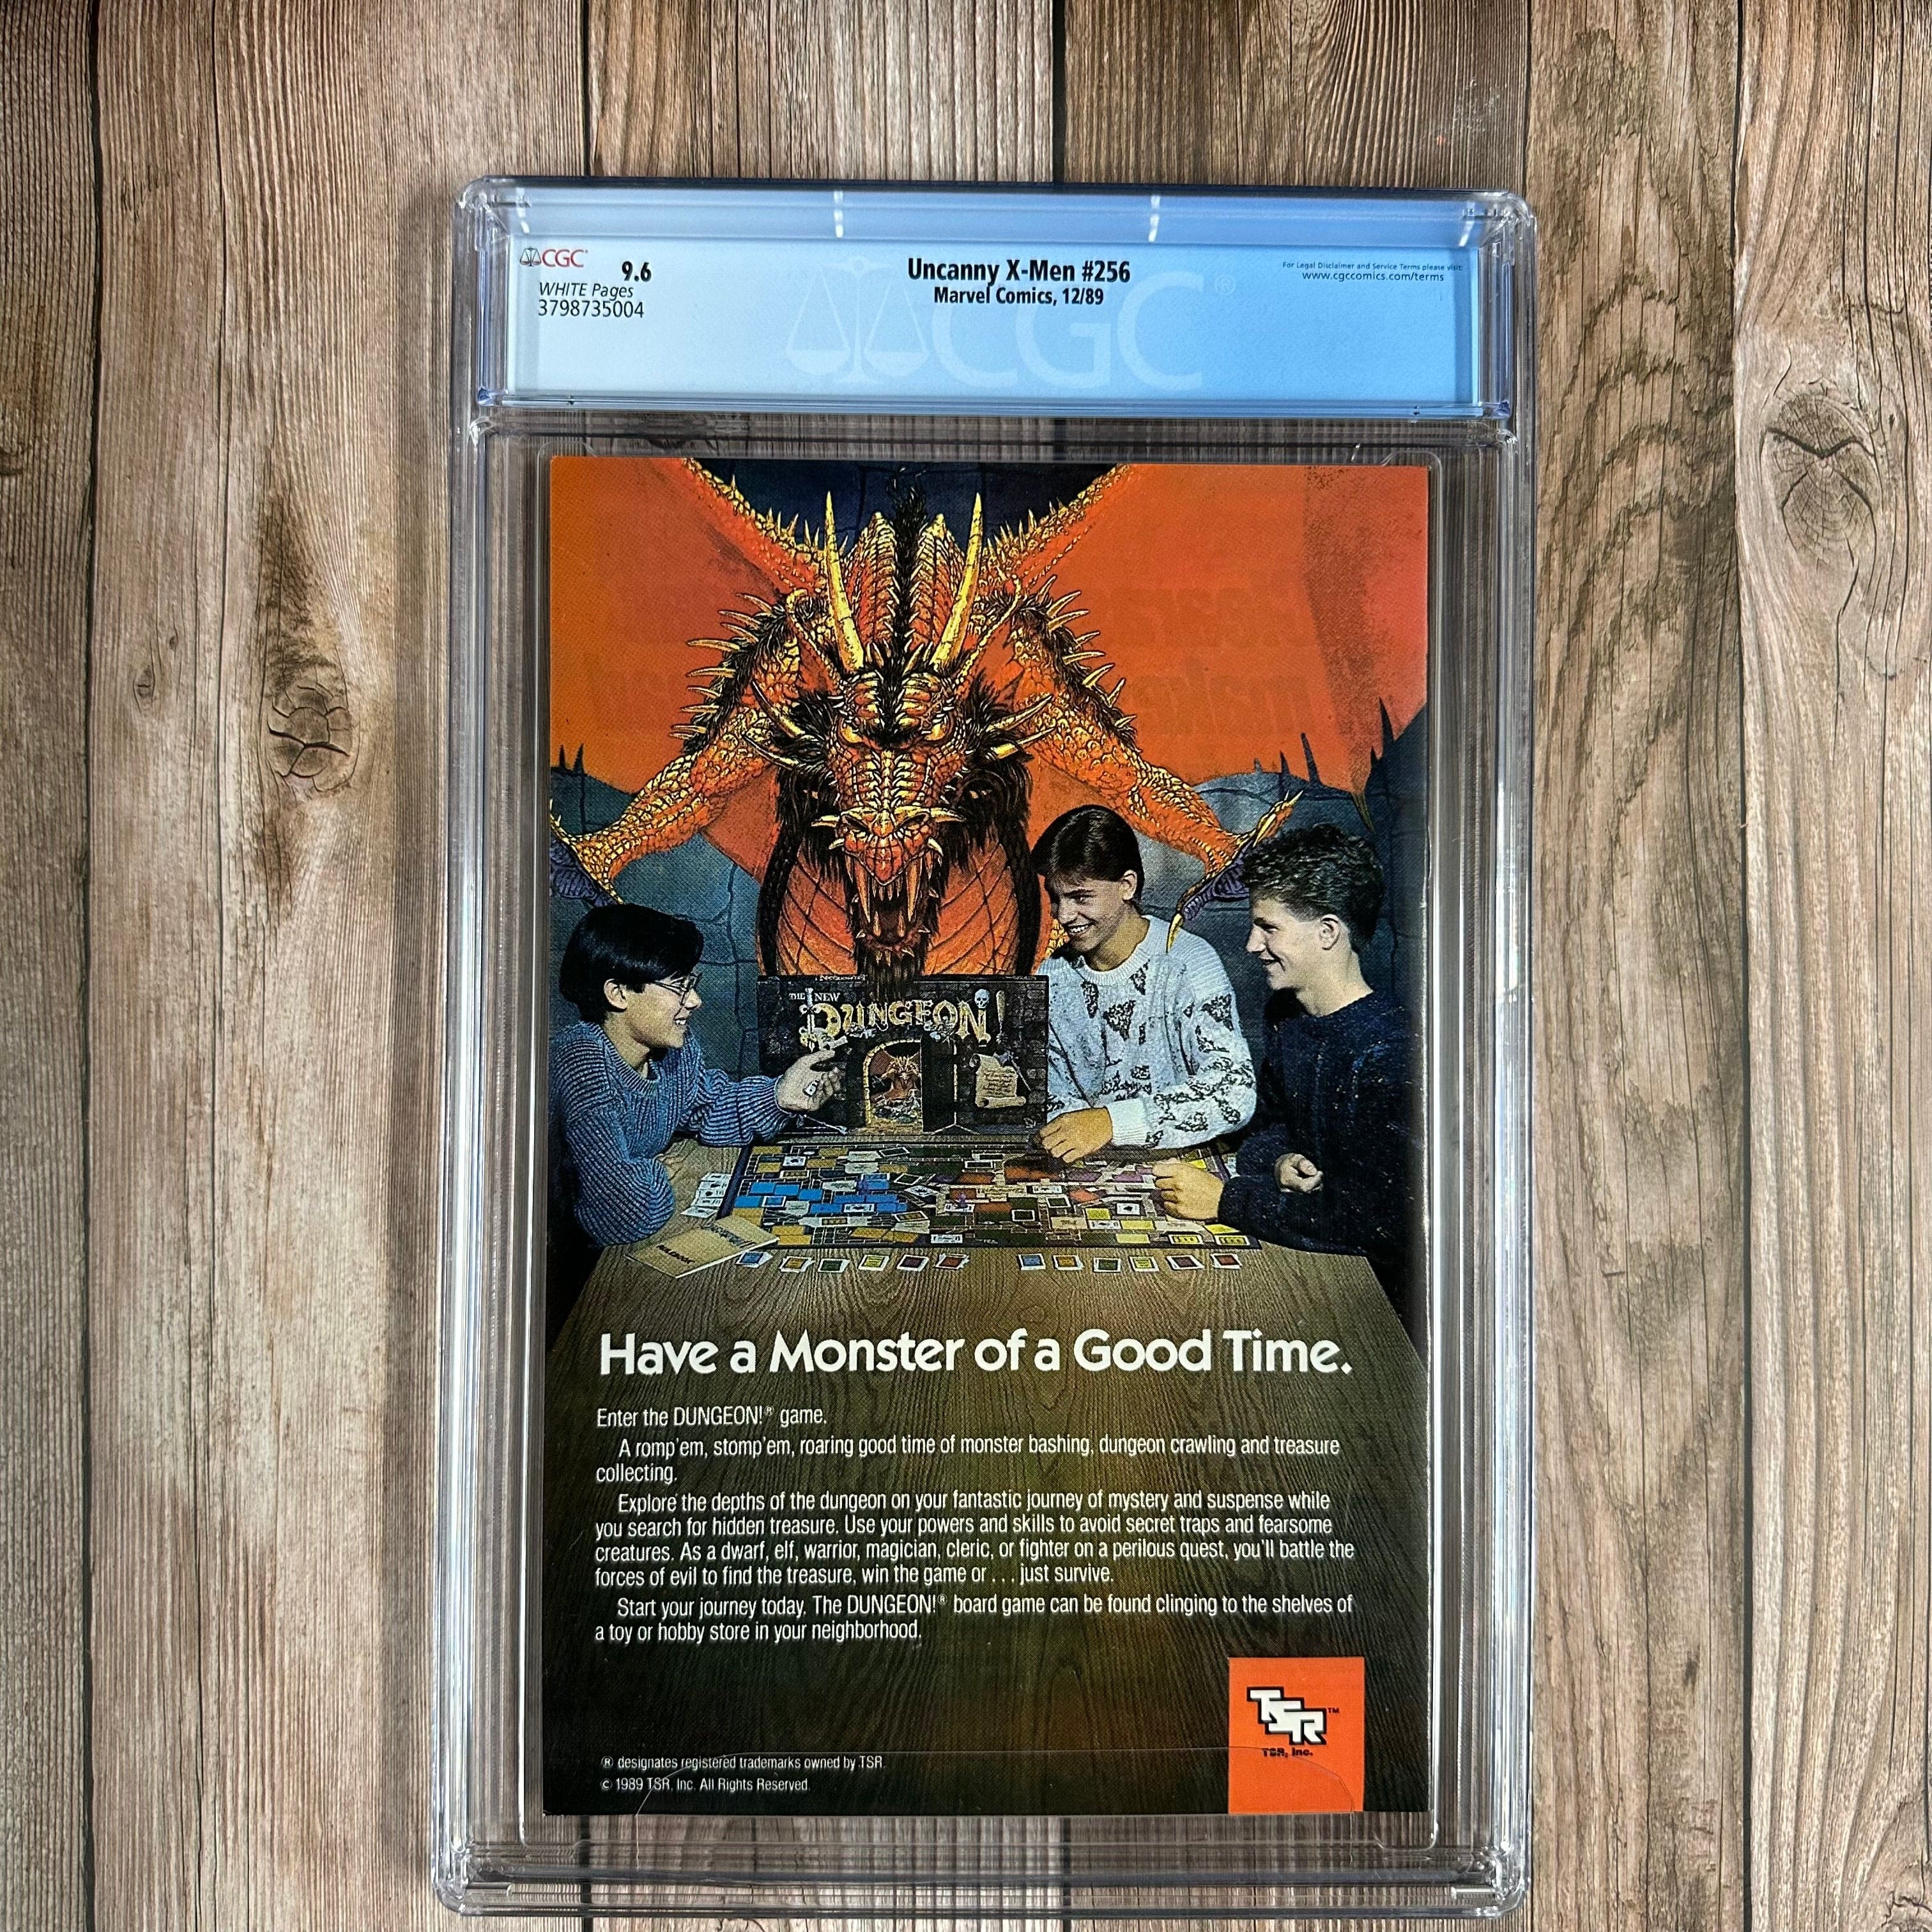 CGC
9.6
WHITE Pages
3798735004
Uncanny X-Men #256
Marvel Comics, 12/89
For Legal Disclaimer and Service Terms please visit:
www.cgccomics.com/terms
CGC®
THE NEW
DUNGEON!
Have a Monster of a Good Time.
Enter the DUNGEON!® game.
A romp'em, stomp'em, roaring good time of monster bashing, dungeon crawling and treasure
collecting.
Explore the depths of the dungeon on your fantastic journey of mystery and suspense while
you search for hidden treasure. Use your powers and skills to avoid secret traps and fearsome
creatures. As a dwarf, elf, warrior, magician, cleric, or fighter on a perilous quest, you'll battle the
forces of evil to find the treasure, win the game or . . . just survive.
Start your journey today. The DUNGEON!® board game can be found clinging to the shelves of
a toy or hobby store in your neighborhood.
TSR™
TSR, Inc.
® designates registered trademarks owned by TSR.
© 1989 TSR, Inc. All Rights Reserved.